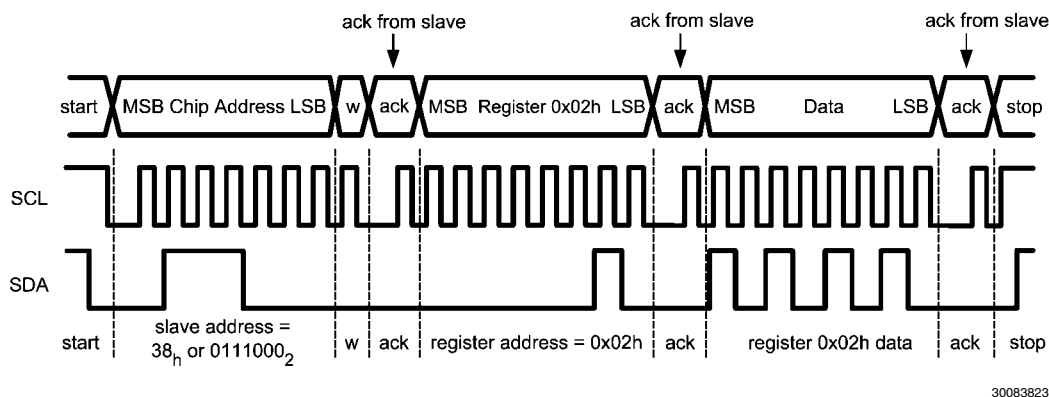 ack from slave ack from slave ack from slave
start MSB Chip Address LSB w ack MSB Register 0x02h LSB ack MSB Data LSB ack stop
SCL
SDA
start slave address = w ack register address = 0x02h ack register 0x02h data ack stop
38h or 01110002
30083823